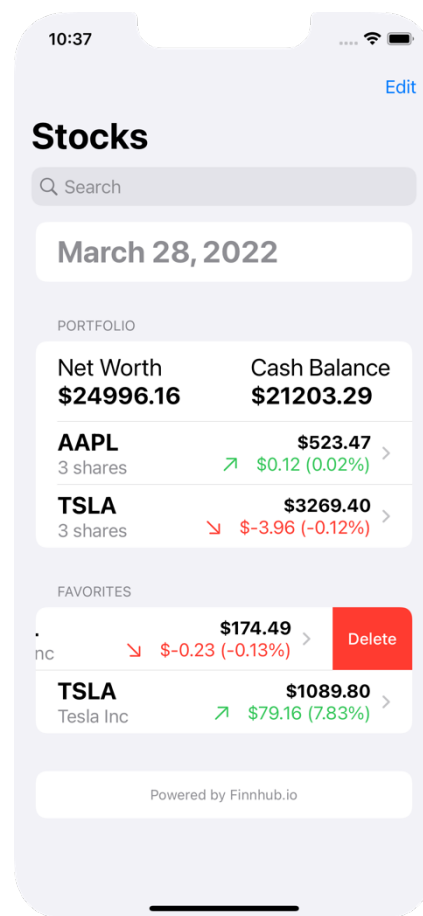 10:37
Edit
Stocks
Search
March 28, 2022
PORTFOLIO
Net Worth Cash Balance
$24996.16 $21203.29
AAPL $523.47
3 shares $0.12 (0.02%)
TSLA $3269.40
3 shares $-3.96 (-0.12%)
FAVORITES
$174.49
nc $-0.23 (-0.13%) Delete
TSLA $1089.80
Tesla Inc $79.16 (7.83%)
Powered by Finnhub.io